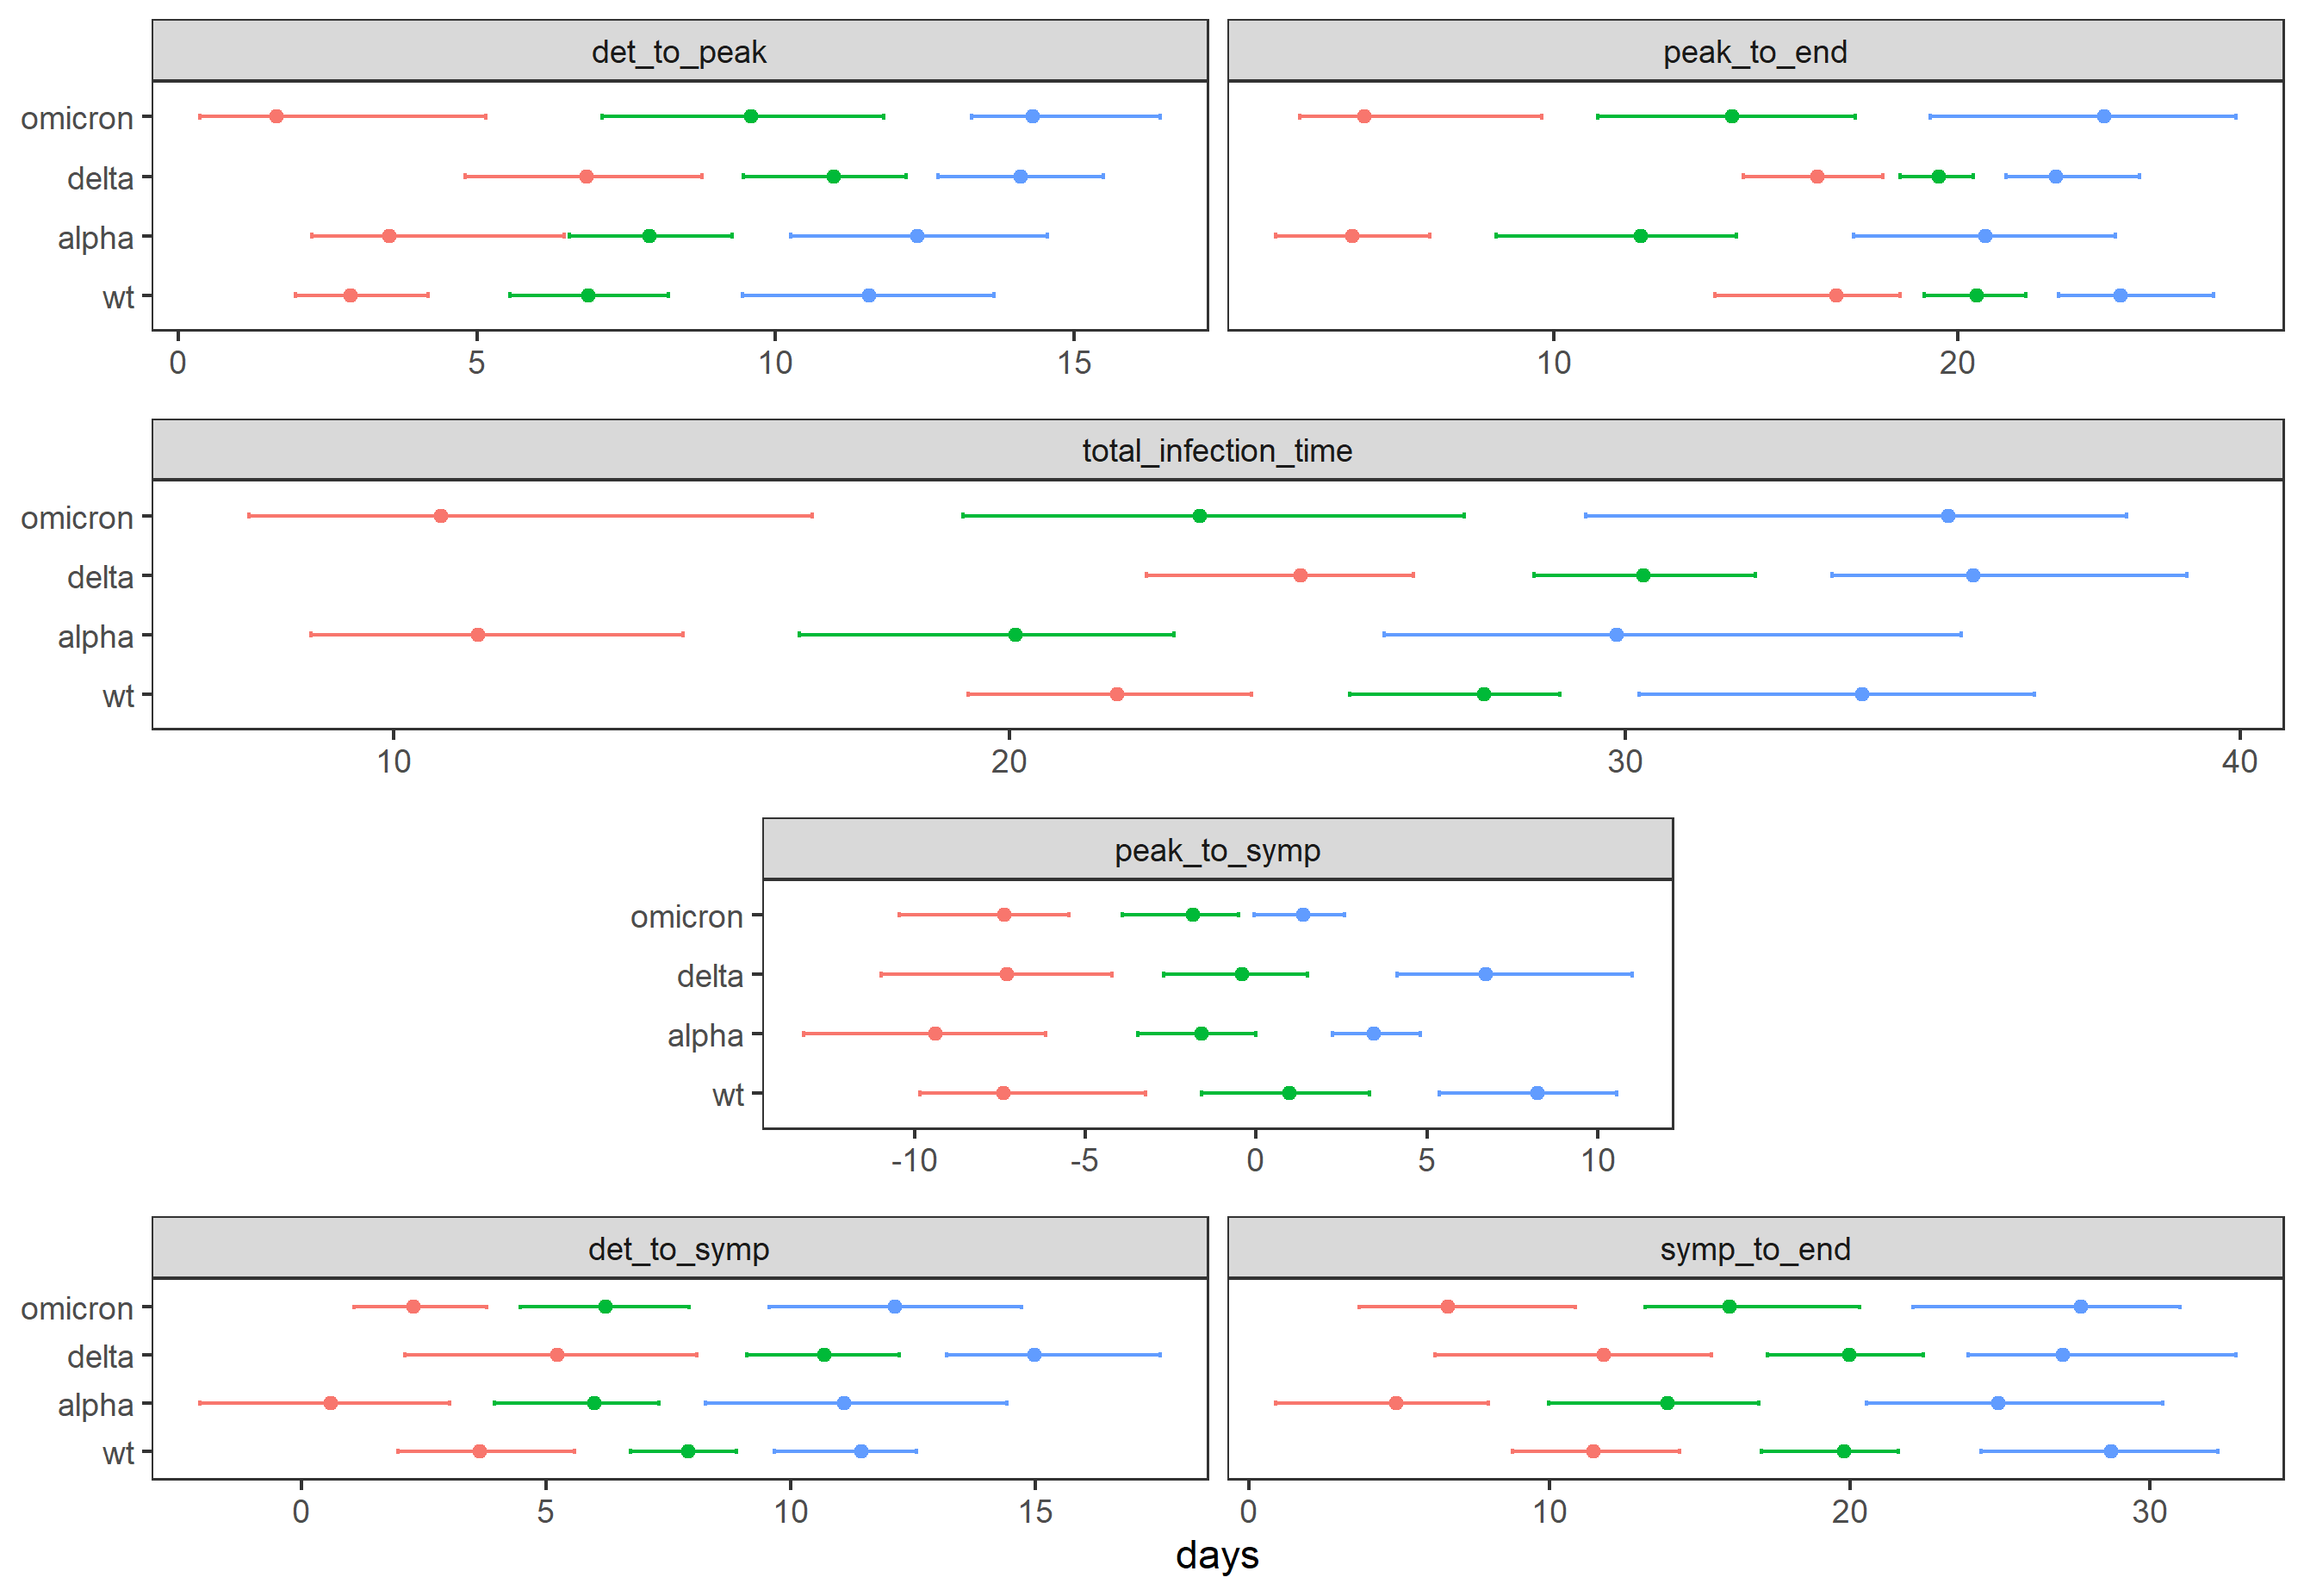 det_to_peak
peak_to_end
omicron
delta
alpha
wt
0 5 10 15
10 20
total_infection_time
omicron
delta
alpha
wt
10 20 30 40
peak_to_symp
omicron
delta
alpha
wt
-10 -5 0 5 10
det_to_symp
symp_to_end
omicron
delta
alpha
wt
0 5 10 15
0 10 20 30
days